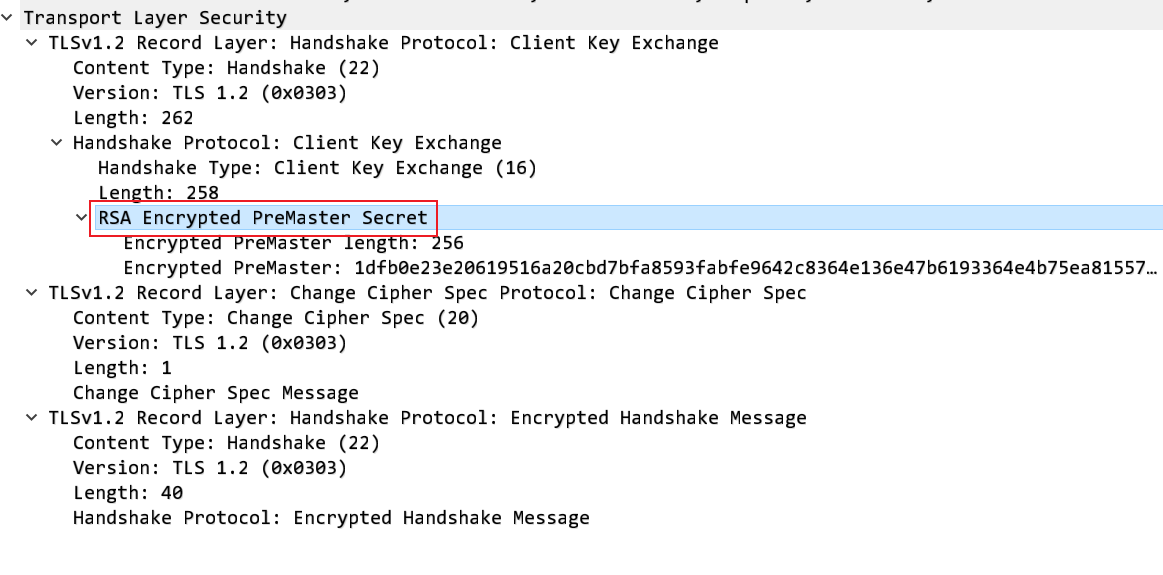 Transport Layer Security
TLSv1.2 Record Layer: Handshake Protocol: Client Key Exchange
Content Type: Handshake (22)
Version: TLS 1.2 (0x0303)
Length: 262
Handshake Protocol: Client Key Exchange
Handshake Type: Client Key Exchange (16)
Length: 258
RSA Encrypted PreMaster Secret
Encrypted PreMaster length: 256
Encrypted PreMaster: 1dfb0e23e20619516a20cbd7bfa8593fabfe9642c8364e136e47b6193364e4b75ea81557…
TLSv1.2 Record Layer: Change Cipher Spec Protocol: Change Cipher Spec
Content Type: Change Cipher Spec (20)
Version: TLS 1.2 (0x0303)
Length: 1
Change Cipher Spec Message
TLSv1.2 Record Layer: Handshake Protocol: Encrypted Handshake Message
Content Type: Handshake (22)
Version: TLS 1.2 (0x0303)
Length: 40
Handshake Protocol: Encrypted Handshake Message